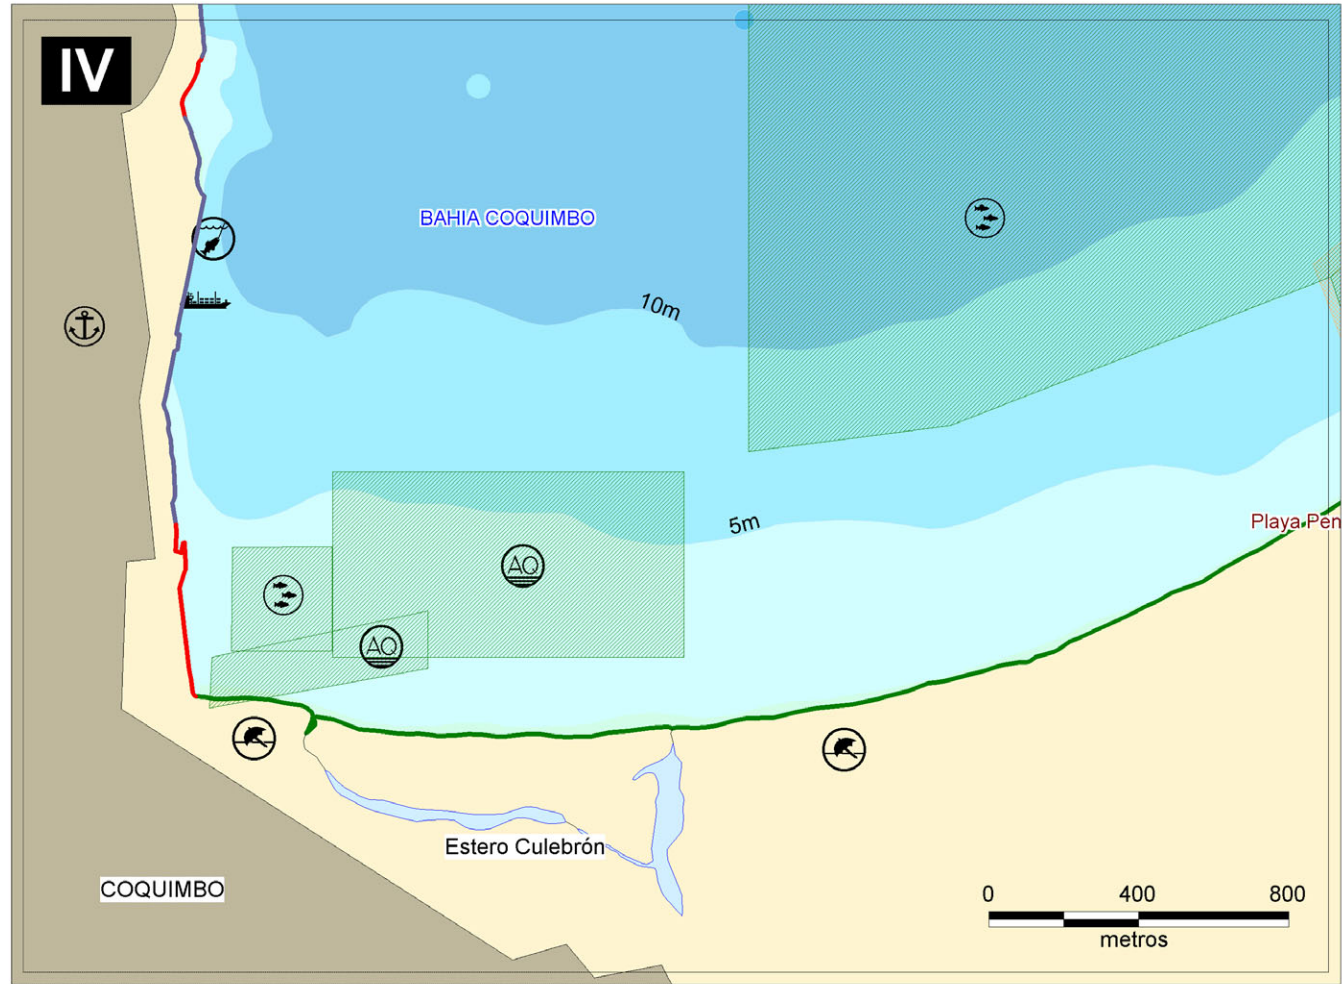 IV
BAHIA COQUIMBO
10m
5m
Playa Pen
AQ
AQ
Estero Culebrón
COQUIMBO
0 400 800
metros